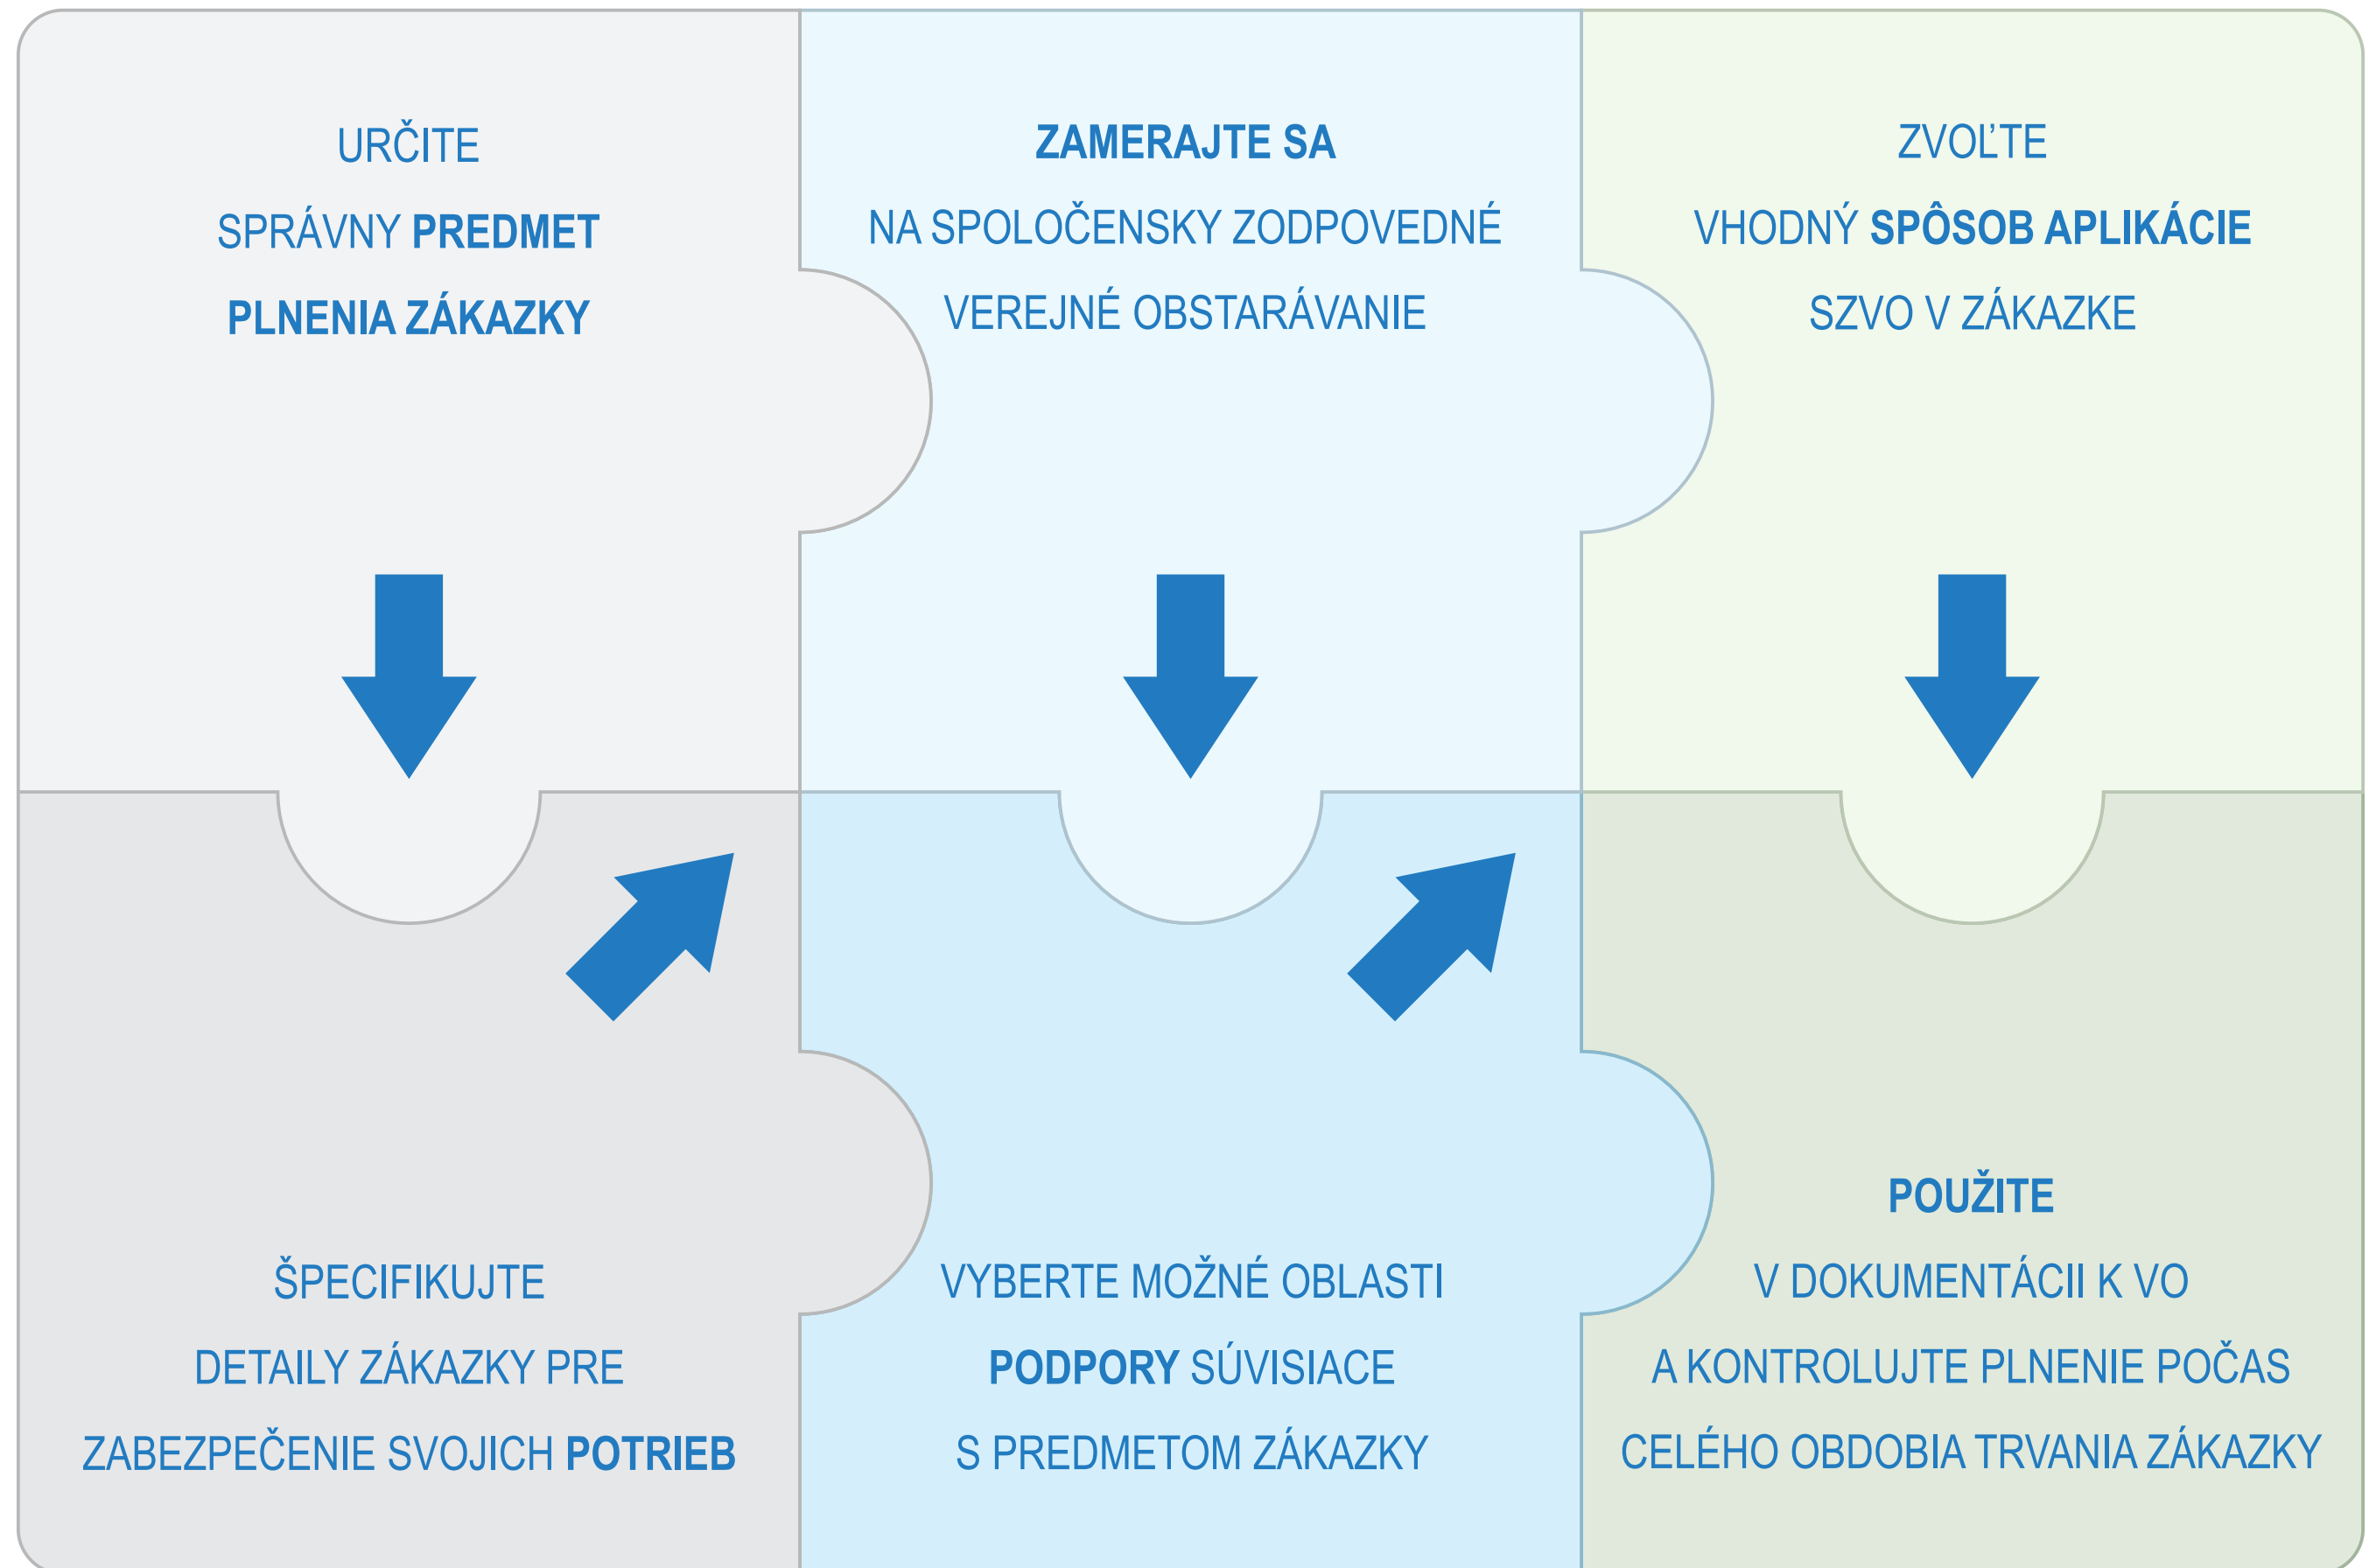 URČITE
SPRÁVNY PREDMET
PLNENIA ZÁKAZKY
ŠPECIFIKUJTE
DETAILY ZÁKAZKY PRE
ZABEZPEČENIE SVOJICH POTRIEB
ZAMERAJTE SA
NA SPOLOČENSKY ZODPOVEDNÉ
VEREJNÉ OBSTARÁVANIE
VYBERTE MOŽNÉ OBLASTI
PODPORY SÚVISIACE
S PREDMETOM ZÁKAZKY
ZVOĽTE
VHODNÝ SPÔSOB APLIKÁCIE
SZVO V ZÁKAZKE
POUŽITE
V DOKUMENTÁCII K VO
A KONTROLUJTE PLNENIE POČAS
CELÉHO OBDOBIA TRVANIA ZÁKAZKY